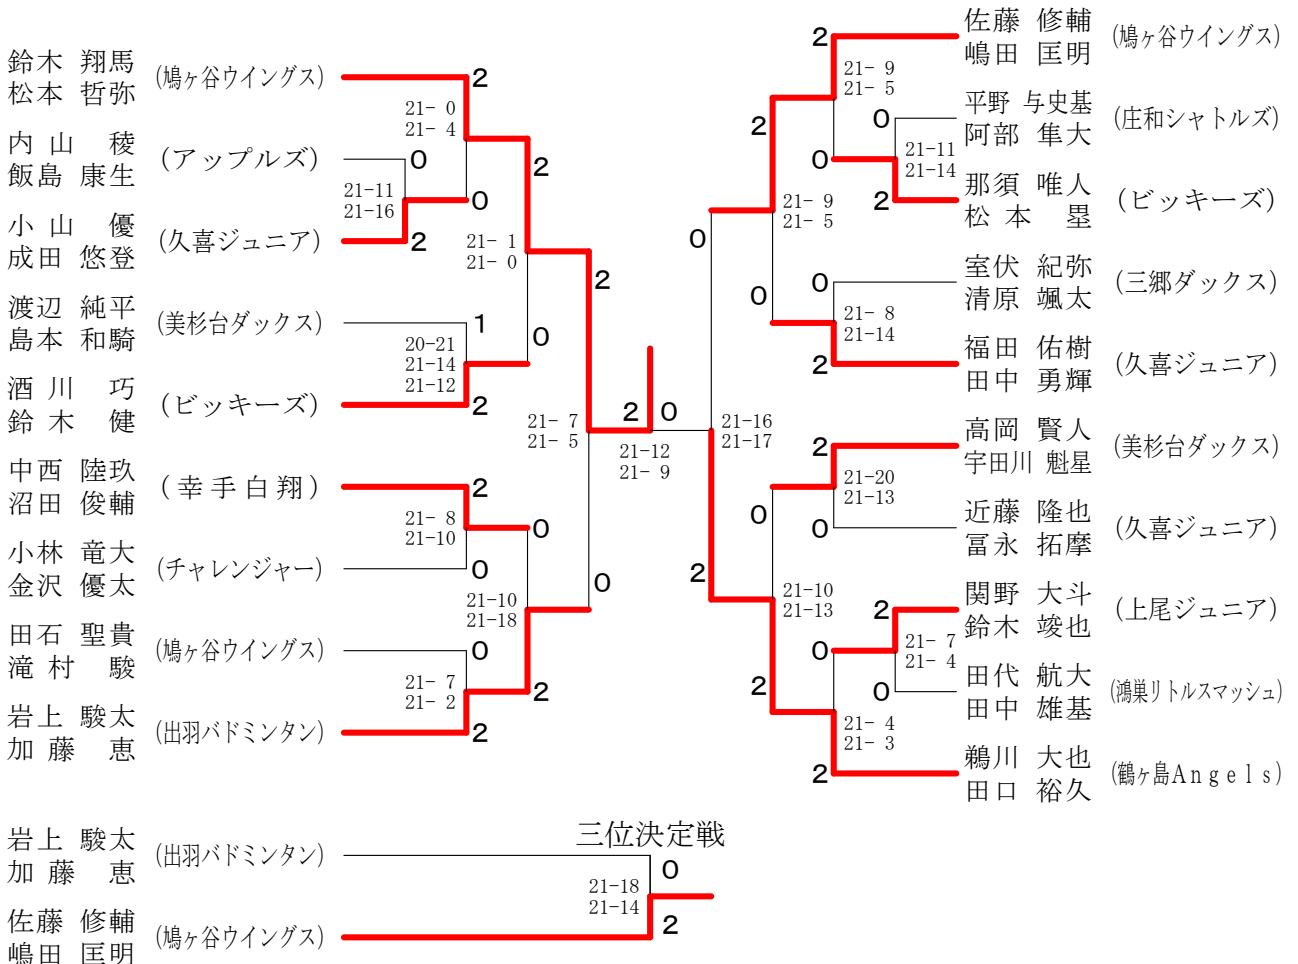 鈴木 翔馬
松本 哲弥
(鳩ヶ谷ウイングス)
2
21- 0
21- 4
内山 稜
飯島 康生
(アップルズ)
0
21-11
21-16
0
小山 優
成田 悠登
(久喜ジュニア)
2
2
21- 1
21- 0
渡辺 純平
島本 和騎
(美杉台ダックス)
1
20-21
21-14
21-12
0
酒川 巧
鈴木 健
(ビッキーズ)
2
2
21- 7
21- 5
中西 陸玖
沼田 俊輔
(幸手白翔)
2
21- 8
21-10
0
小林 竜大
金沢 優太
(チャレンジャー)
0
21-10
21-18
0
田石 聖貴
滝村 駿
(鳩ヶ谷ウイングス)
0
21- 7
21- 2
2
岩上 駿太
加藤 恵
(出羽バドミンタン)
2
2
0
21-12
21- 9
佐藤 修輔
嶋田 匡明
(鳩ヶ谷ウイングス)
2
21- 9
21- 5
平野 与史基
阿部 隼大
(庄和シャトルズ)
0
21-11
21-14
2
0
那須 唯人
松本 塁
(ビッキーズ)
2
21- 9
21- 5
0
室伏 紀弥
清原 颯太
(三郷ダックス)
0
21- 8
21-14
0
福田 佑樹
田中 勇輝
(久喜ジュニア)
2
21-16
21-17
高岡 賢人
宇田川 魁星
(美杉台ダックス)
2
21-20
21-13
0
近藤 隆也
冨永 拓摩
(久喜ジュニア)
0
2
21-10
21-13
関野 大斗
鈴木 竣也
(上尾ジュニア)
2
21- 7
21- 4
0
田代 航大
田中 雄基
(鴻巣リトルスマッシュ)
0
2
21- 4
21- 3
鵜川 大也
田口 裕久
(鶴ヶ島Angels)
2
三位決定戦
岩上 駿太
加藤 恵
(出羽バドミンタン)
0
21-18
21-14
佐藤 修輔
嶋田 匡明
(鳩ヶ谷ウイングス)
2